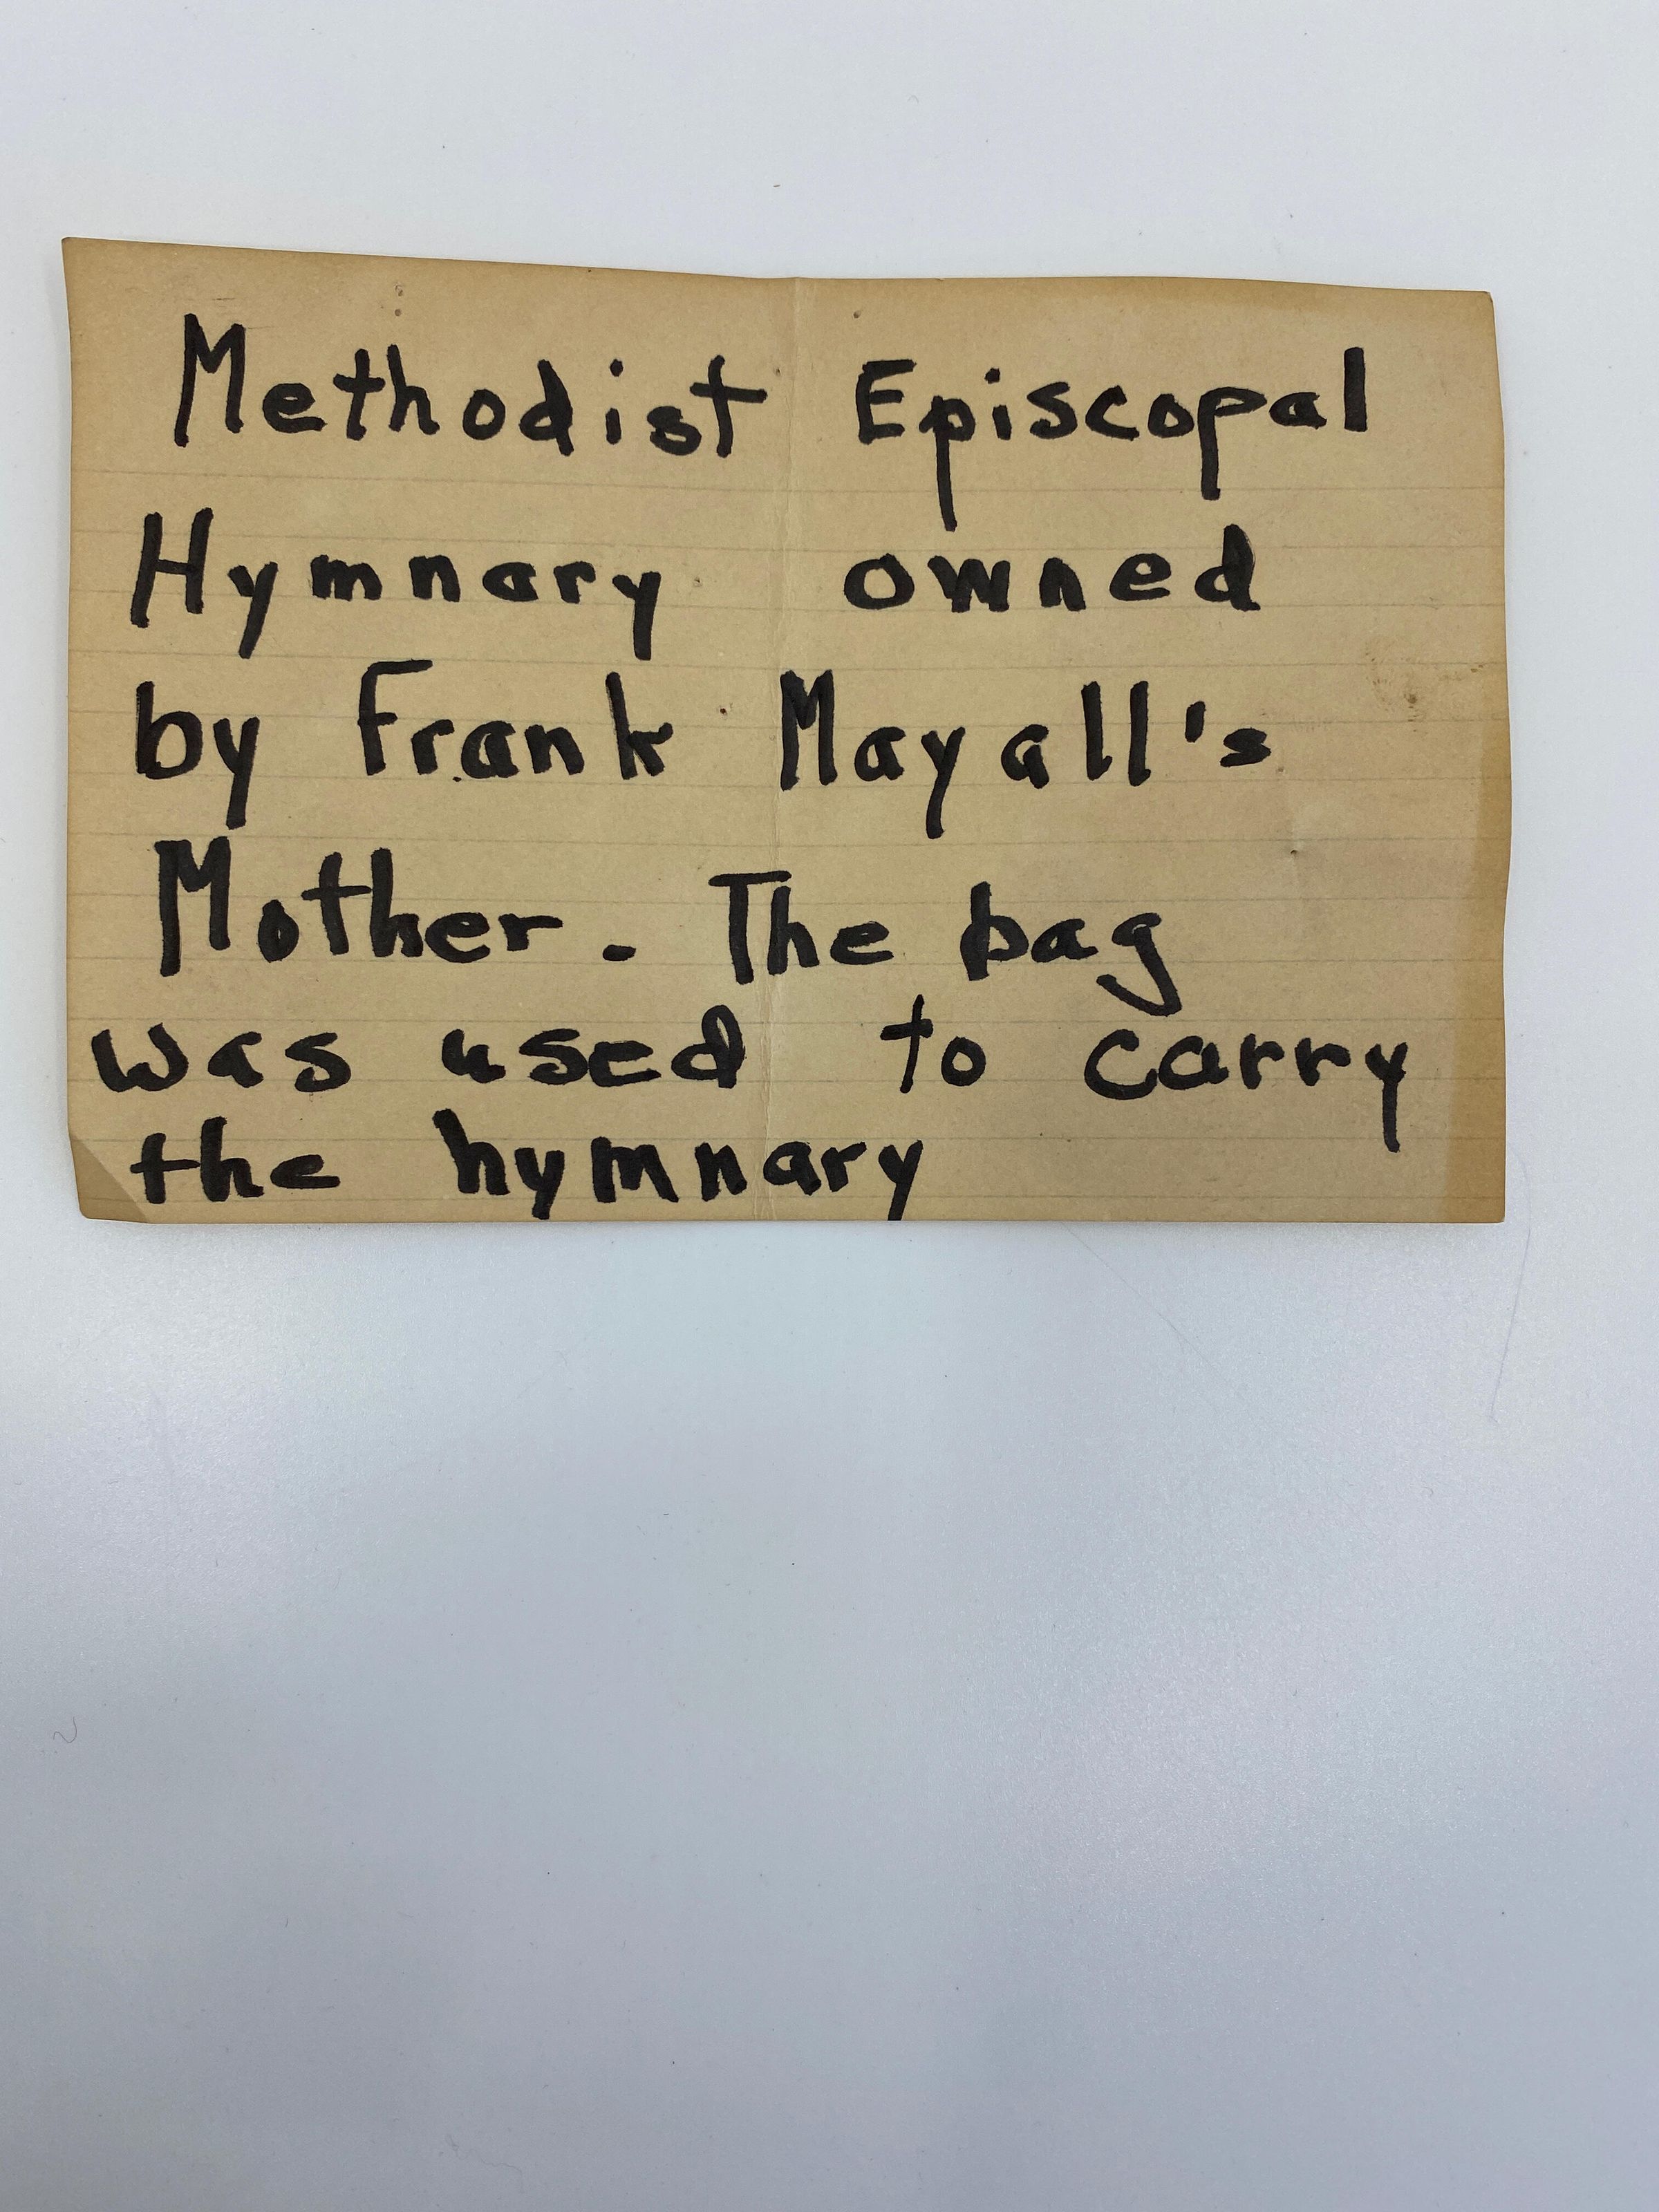 Methodist Episcopal
Hymnary owned
by Frank Mayall's
Mother. The bag
was used to carry
the hymnary